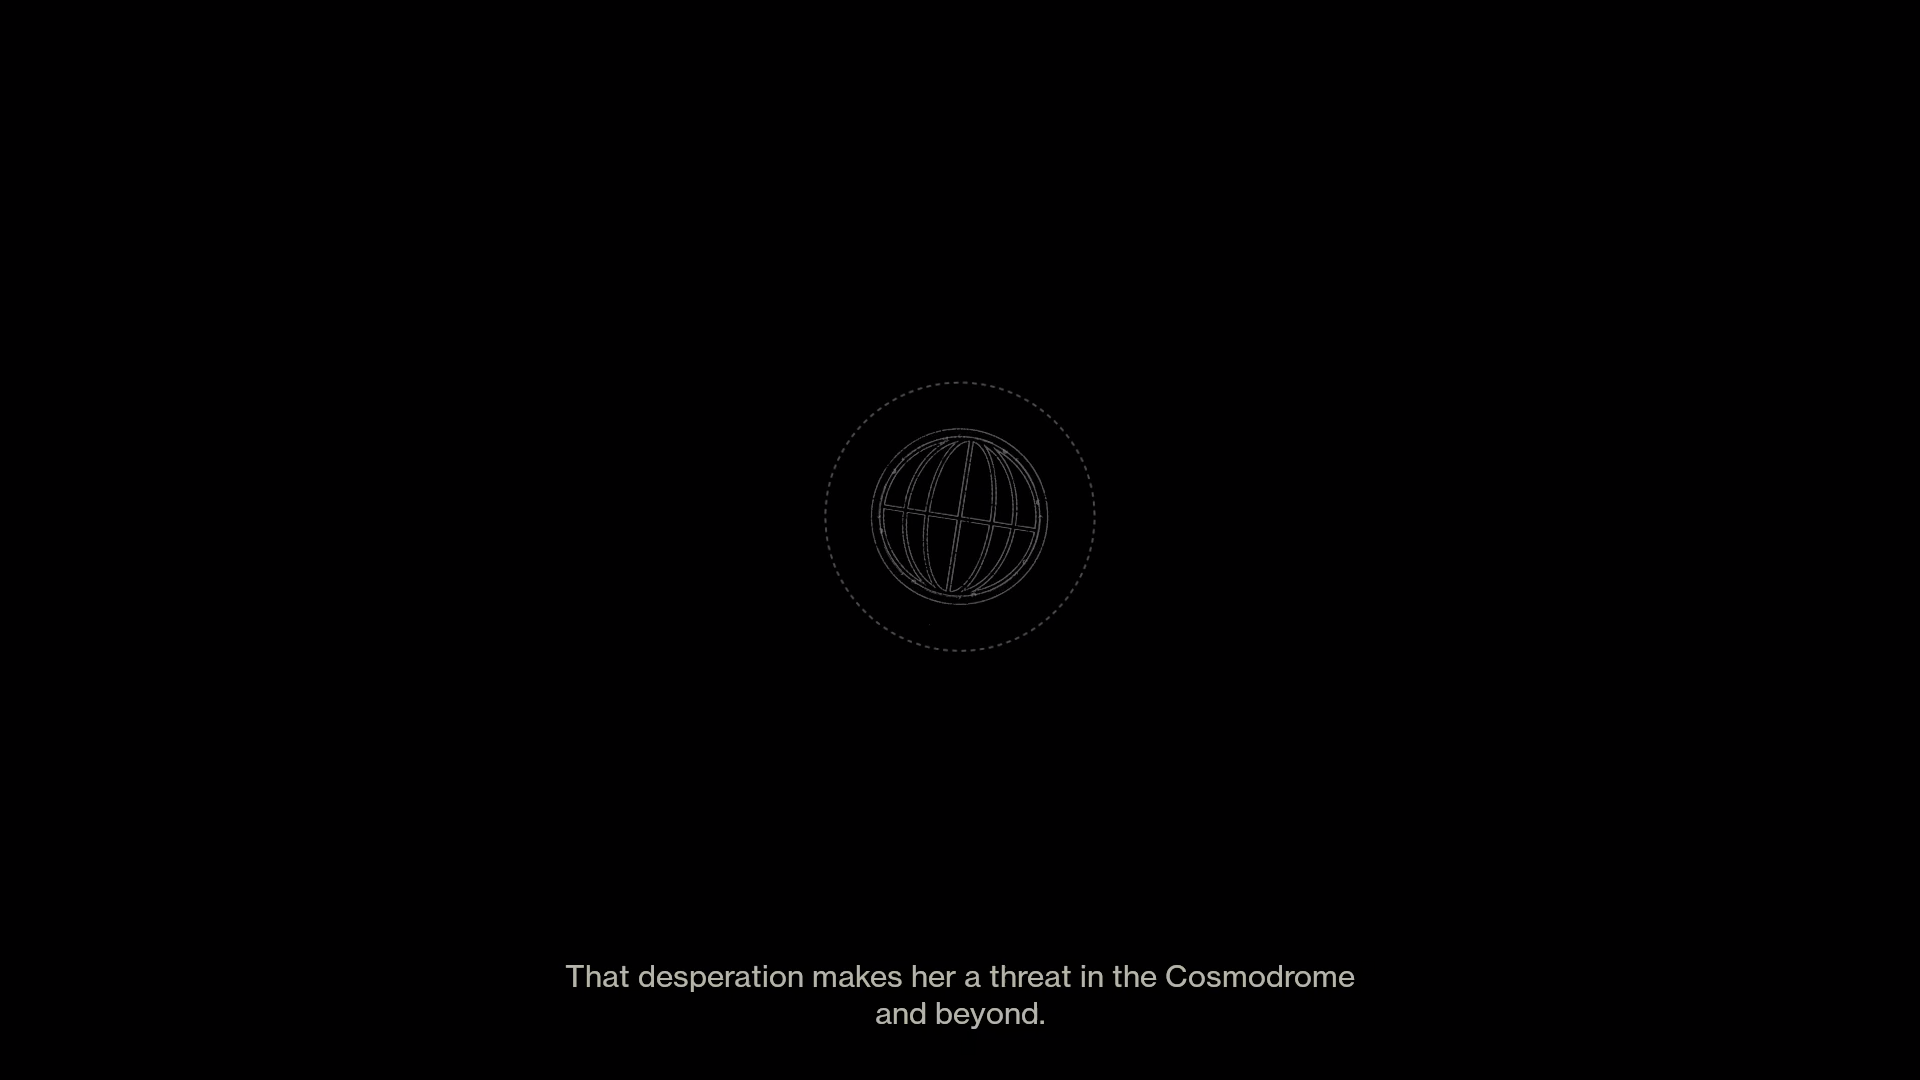 That desperation makes her a threat in the Cosmodrome
and beyond.